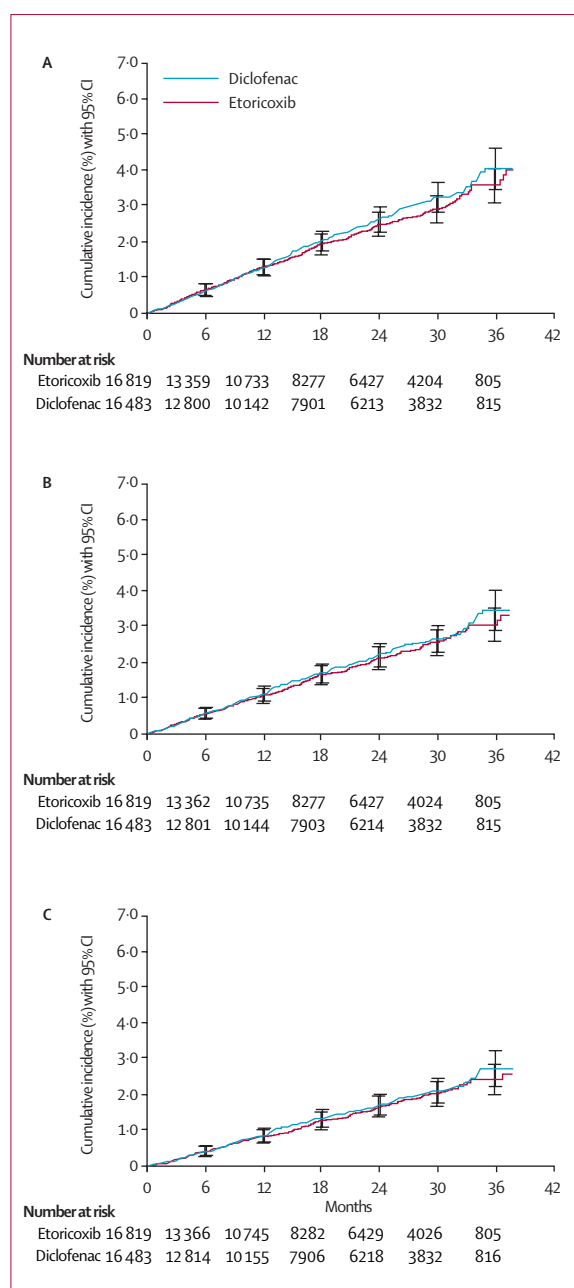 A
7·0
6·0
5·0
4·0
3·0
2·0
1·0
0
Cumulative incidence (%) with 95% CI
Diclofenac
Etoricoxib
0 6 12 18 24 30 36 42
Number at risk
Etoricoxib 16 819 13 359 10 733 8277 6427 4204 805
Diclofenac 16 483 12 800 10 142 7901 6213 3832 815
B
7·0
6·0
5·0
4·0
3·0
2·0
1·0
0
Cumulative incidence (%) with 95% CI
0 6 12 18 24 30 36 42
Number at risk
Etoricoxib 16 819 13 362 10 735 8277 6427 4024 805
Diclofenac 16 483 12 801 10 144 7903 6214 3832 815
C
7·0
6·0
5·0
4·0
3·0
2·0
1·0
0
Cumulative incidence (%) with 95% CI
0 6 12 18 24 30 36 42
Months
Number at risk
Etoricoxib 16 819 13 366 10 745 8282 6429 4026 805
Diclofenac 16 483 12 814 10 155 7906 6218 3832 816